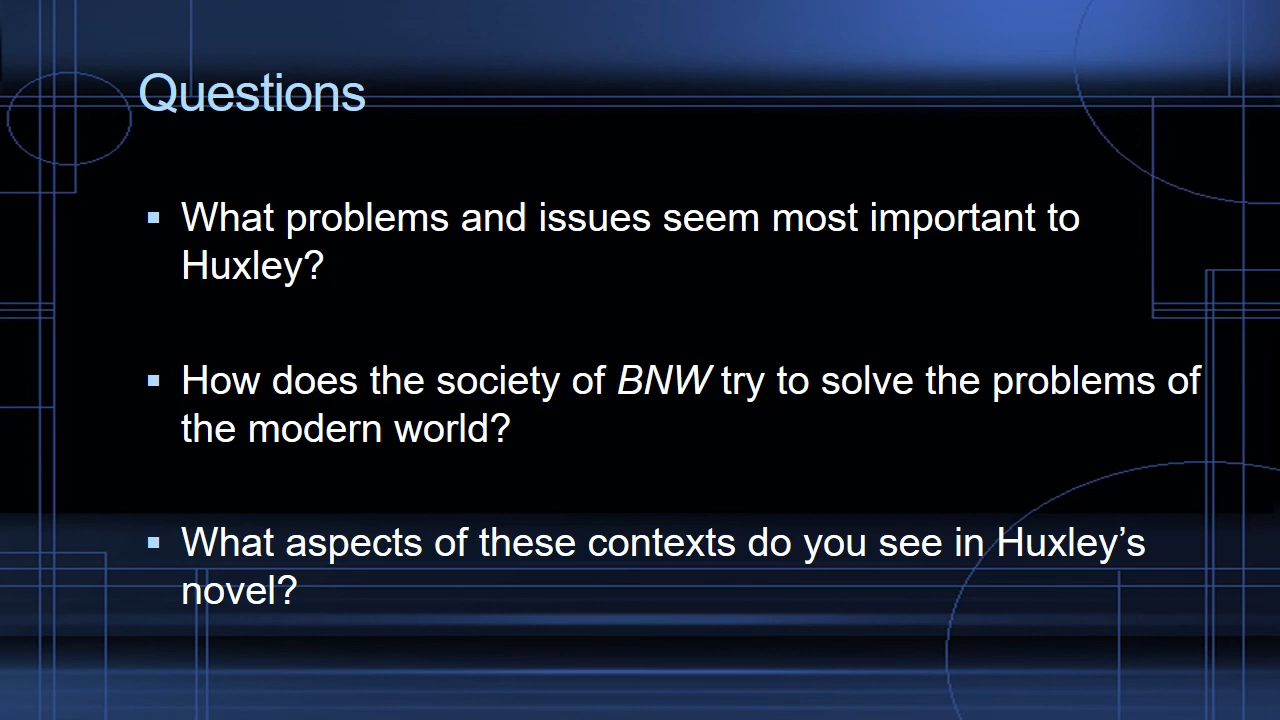 Questions
▪ What problems and issues seem most important to
Huxley?
▪ How does the society of BNW try to solve the problems of
the modern world?
▪ What aspects of these contexts do you see in Huxley’s
novel?